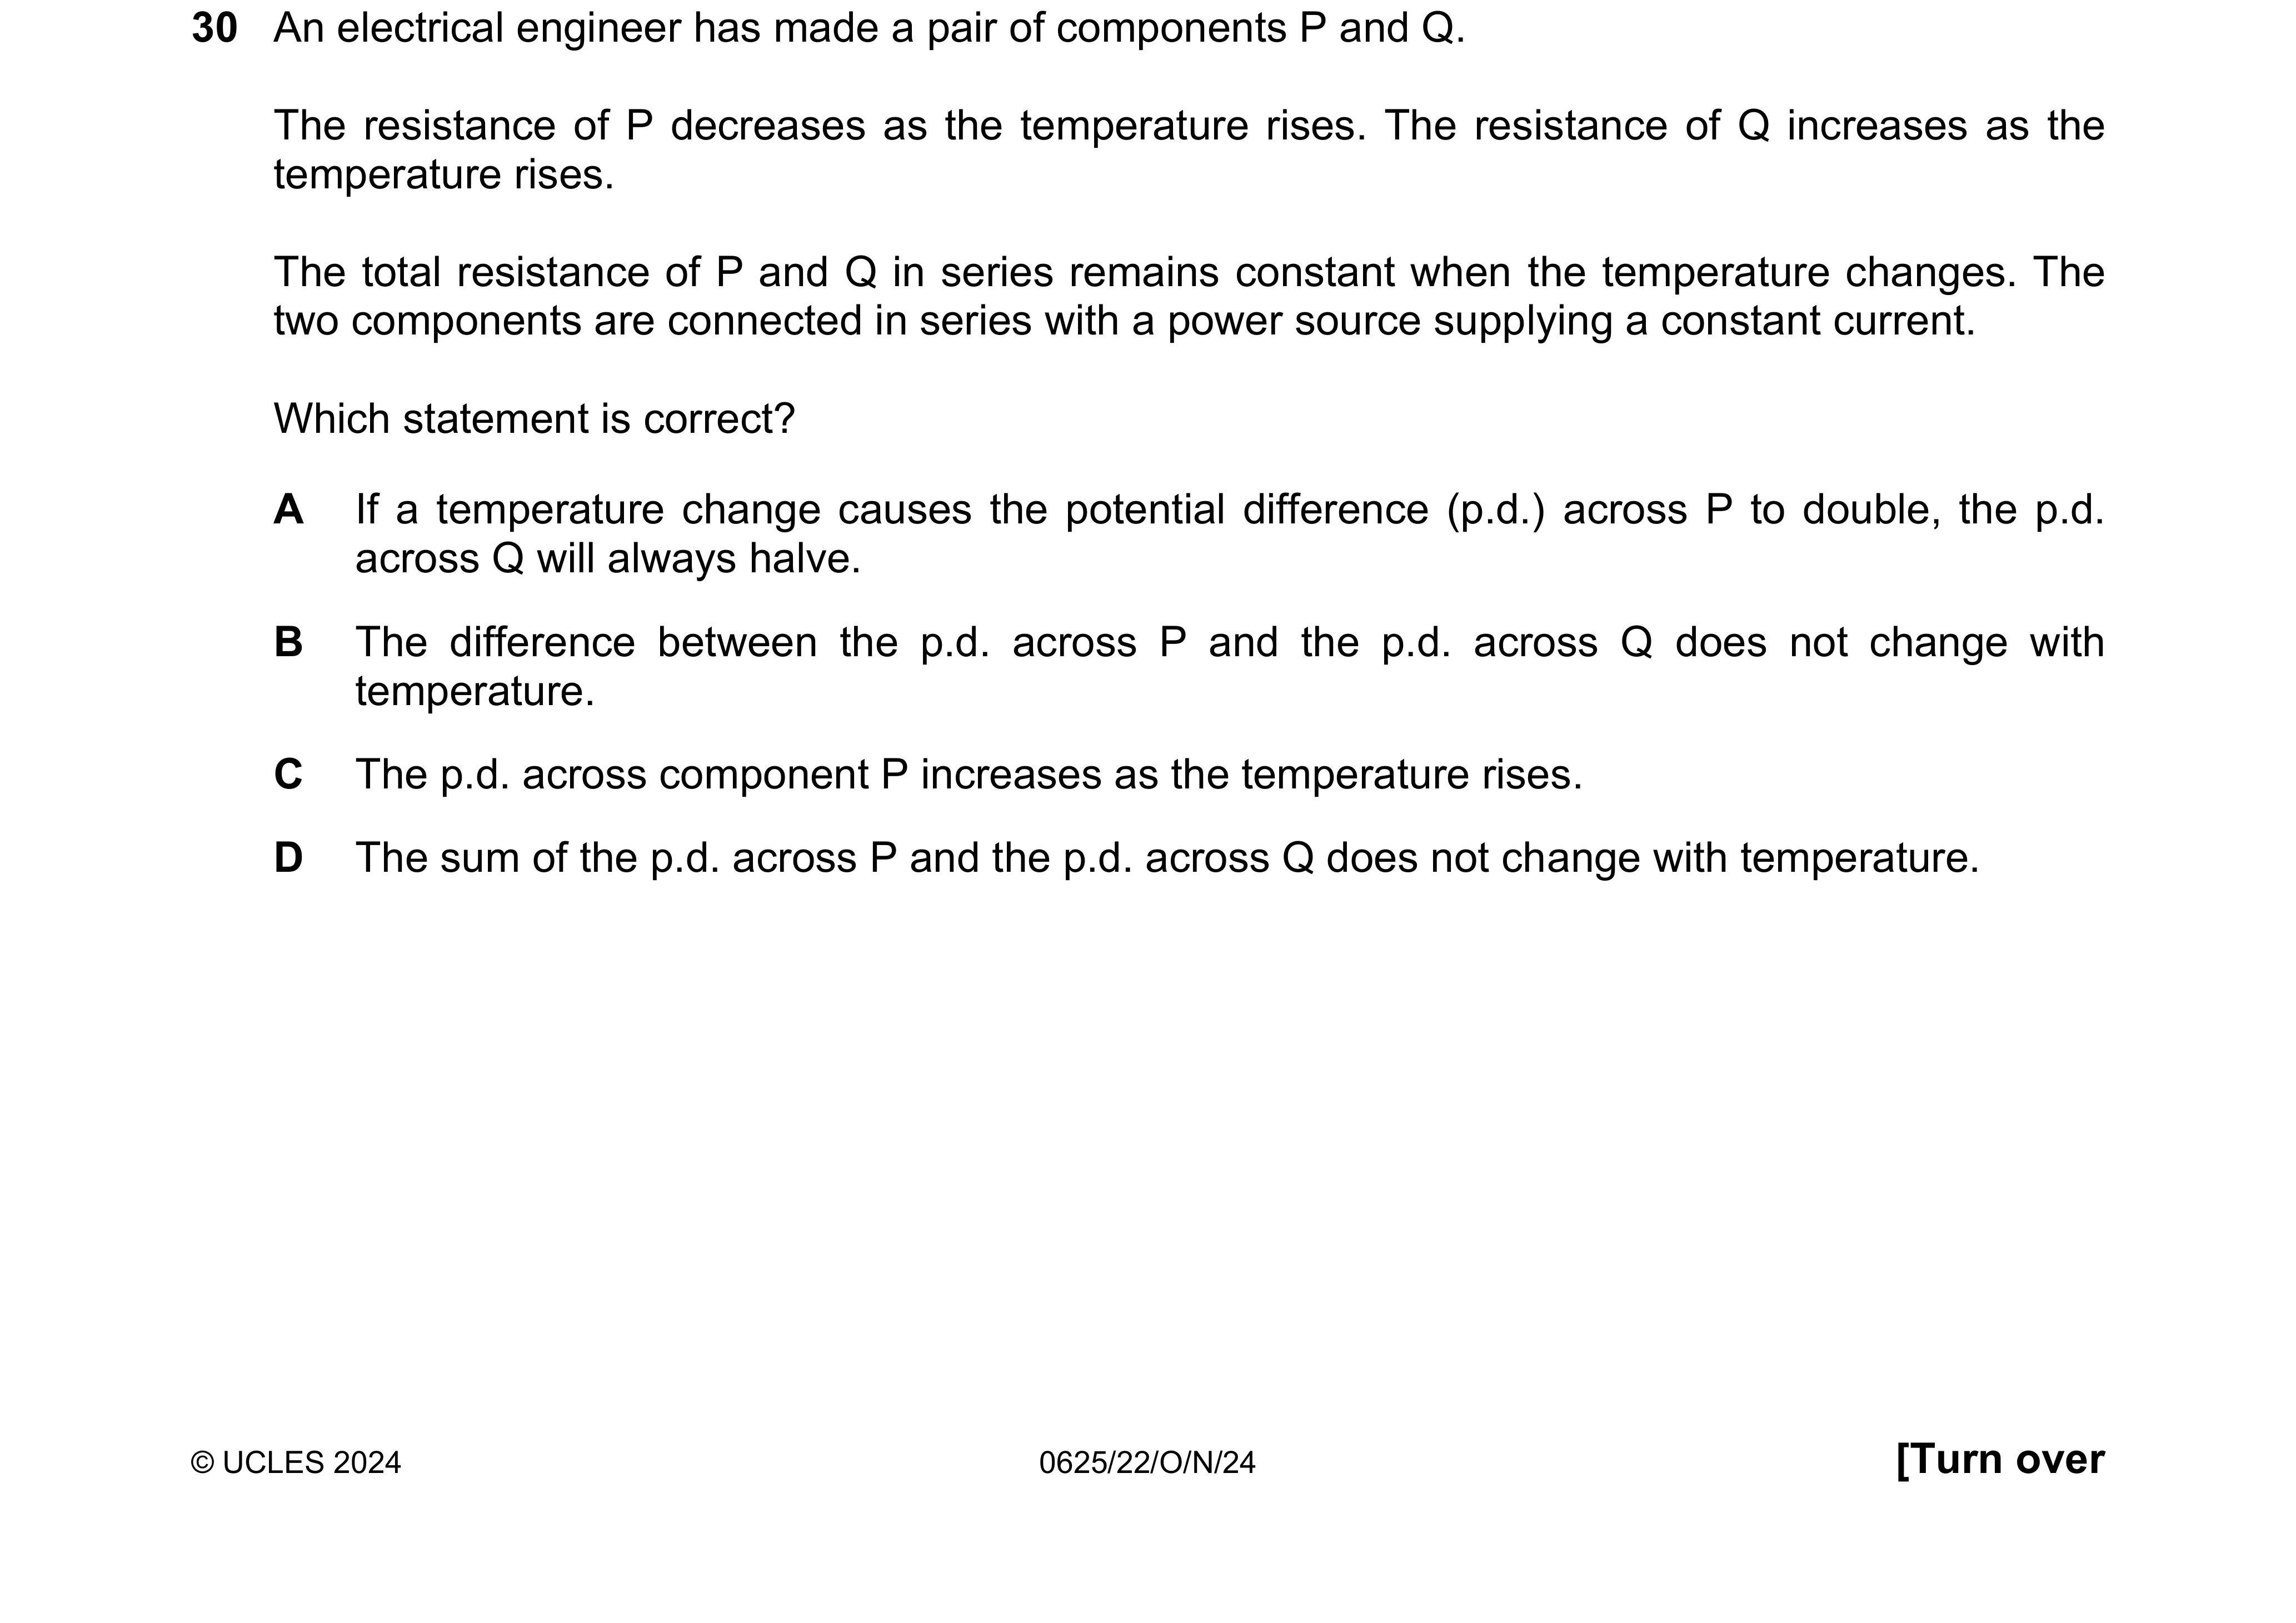 30 An electrical engineer has made a pair of components P and Q.
The resistance of P decreases as the temperature rises. The resistance of Q increases as the
temperature rises.
The total resistance of P and Q in series remains constant when the temperature changes. The
two components are connected in series with a power source supplying a constant current.
Which statement is correct?
A If a temperature change causes the potential difference (p.d.) across P to double, the p.d.
across Q will always halve.
B The difference between the p.d. across P and the p.d. across Q does not change with
temperature.
C The p.d. across component P increases as the temperature rises.
D The sum of the p.d. across P and the p.d. across Q does not change with temperature.
© UCLES 2024 0625/22/O/N/24 [Turn over